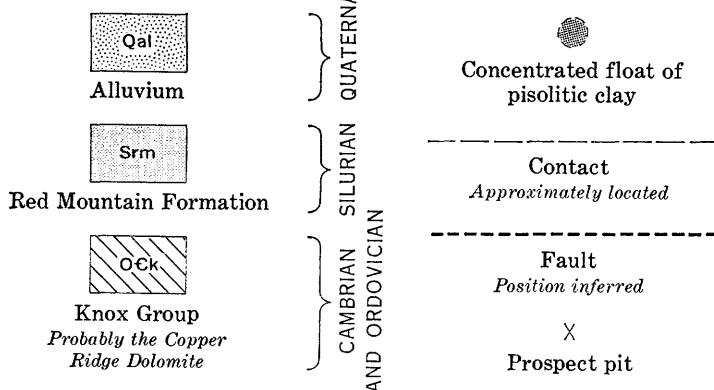 Qal
Alluvium
QUATERNA
Srm
Red Mountain Formation
SILURIAN
OЄk
Knox Group
Probably the Copper
Ridge Dolomite
CAMBRIAN
AND ORDOVICIAN
Concentrated float of
pisolitic clay
Contact
Approximately located
Fault
Position inferred
X
Prospect pit